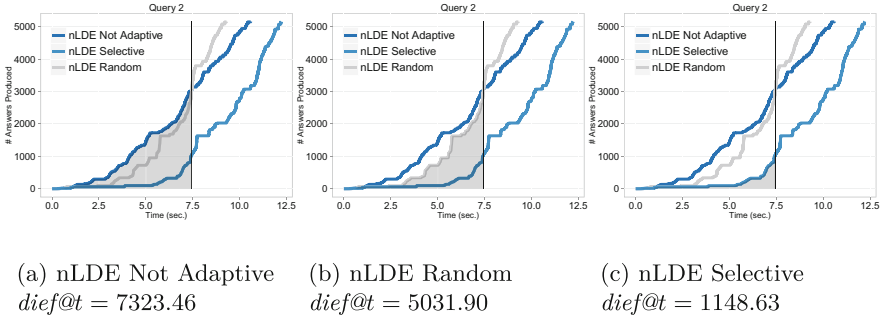 Query 2
# Answers Produced
5000
4000
3000
2000
1000
0
nLDE Not Adaptive
nLDE Selective
nLDE Random
0.0 2.5 5.0 7.5 10.0 12.5
Time (sec.)
Query 2
# Answers Produced
5000
4000
3000
2000
1000
0
nLDE Not Adaptive
nLDE Selective
nLDE Random
0.0 2.5 5.0 7.5 10.0 12.5
Time (sec.)
Query 2
# Answers Produced
5000
4000
3000
2000
1000
0
nLDE Not Adaptive
nLDE Selective
nLDE Random
0.0 2.5 5.0 7.5 10.0 12.5
Time (sec.)
(a) nLDE Not Adaptive
dief@t = 7323.46
(b) nLDE Random
dief@t = 5031.90
(c) nLDE Selective
dief@t = 1148.63